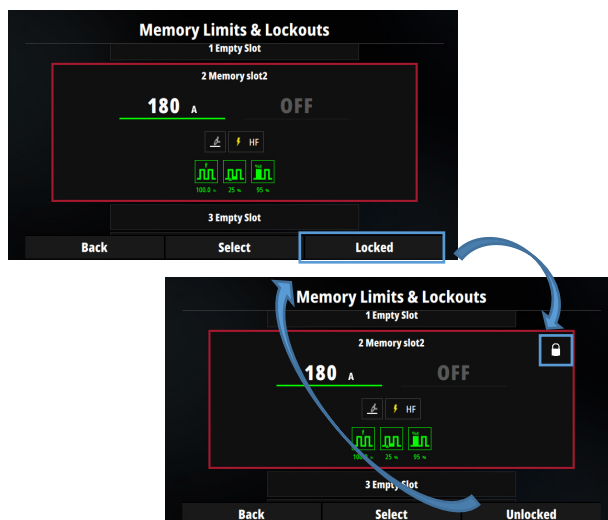 Memory Limits & Lockouts
1 Empty Slot
2 Memory slot2
180 A OFF
HF
100.0 25 95
3 Empty Slot
Back Select Locked
Memory Limits & Lockouts
1 Empty Slot
2 Memory slot2
180 A OFF
HF
25 95
3 Empty Slot
Back Select Unlocked